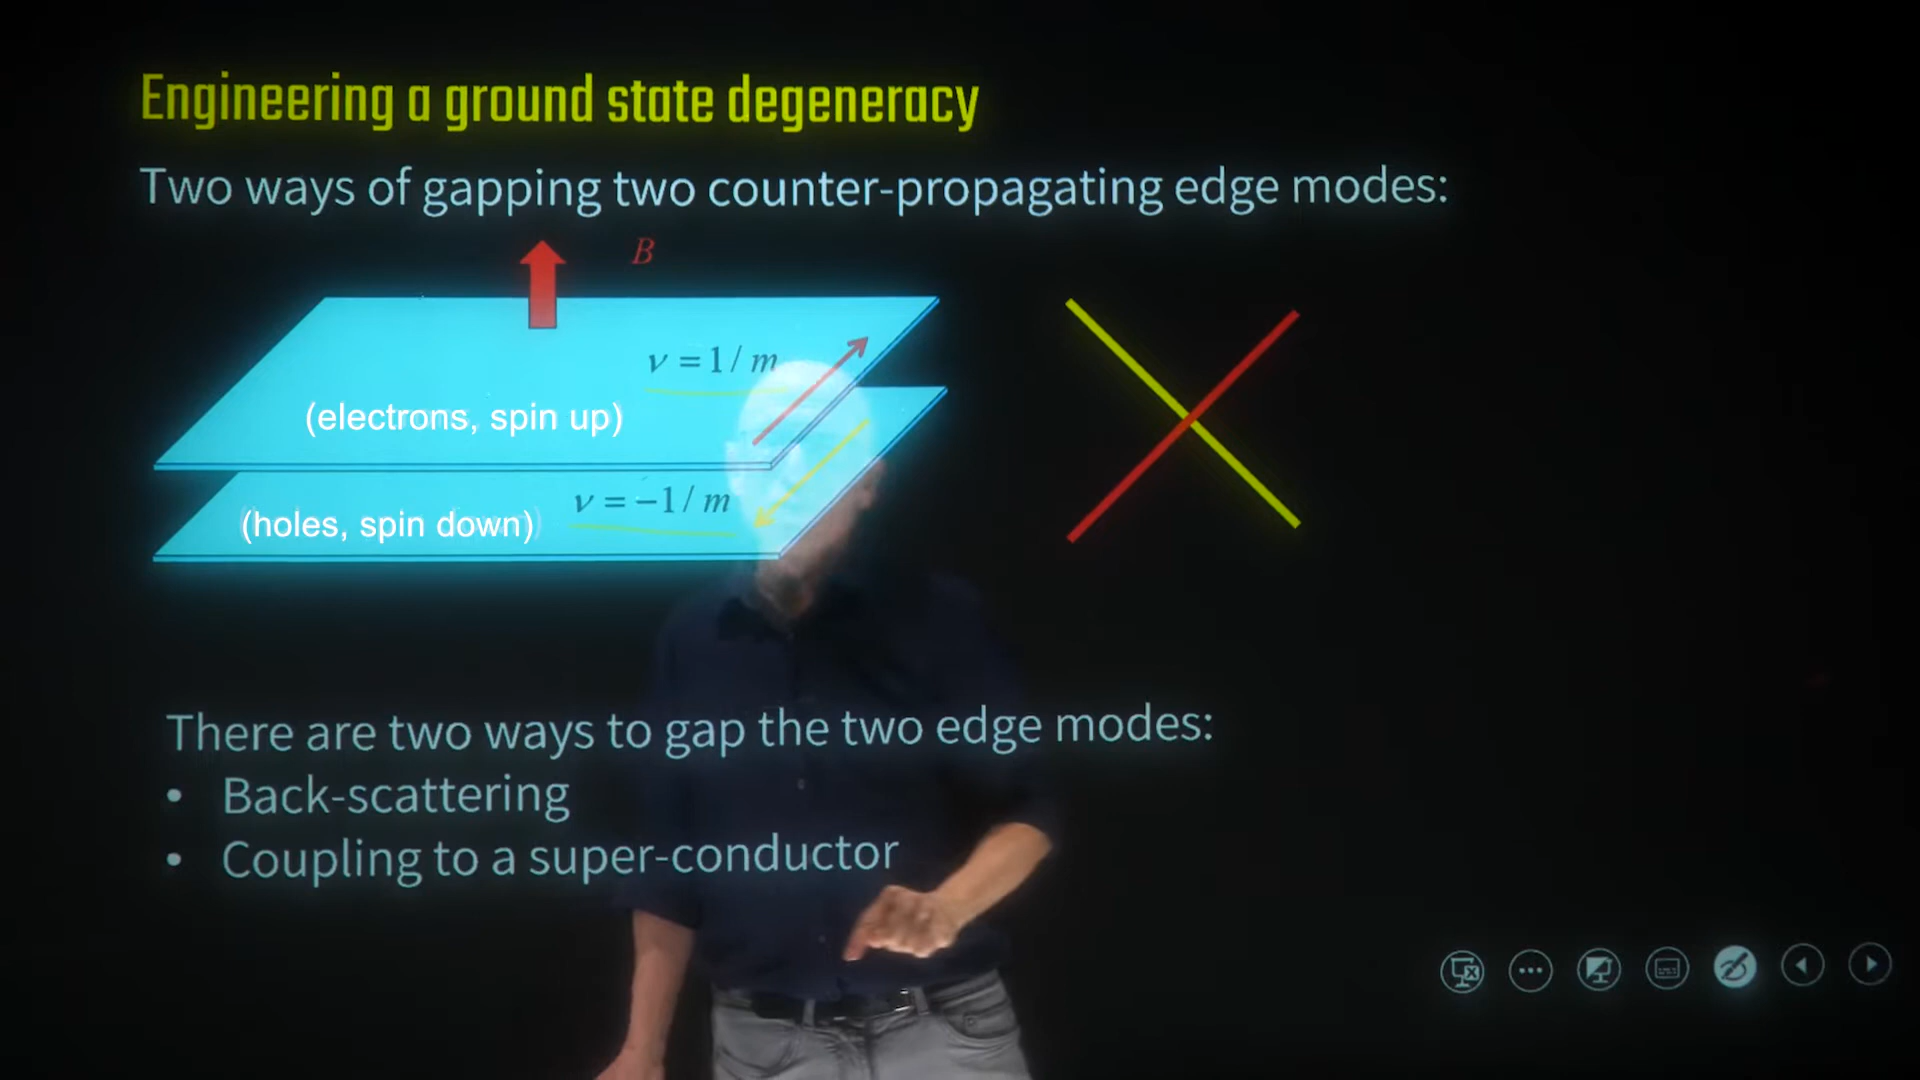 Engineering a ground state degeneracy
Two ways of gapping two counter-propagating edge modes:
B
ν = 1/ m
(electrons, spin up)
ν = −1/ m
(holes, spin down)
There are two ways to gap the two edge modes:
• Back-scattering
• Coupling to a super-conductor